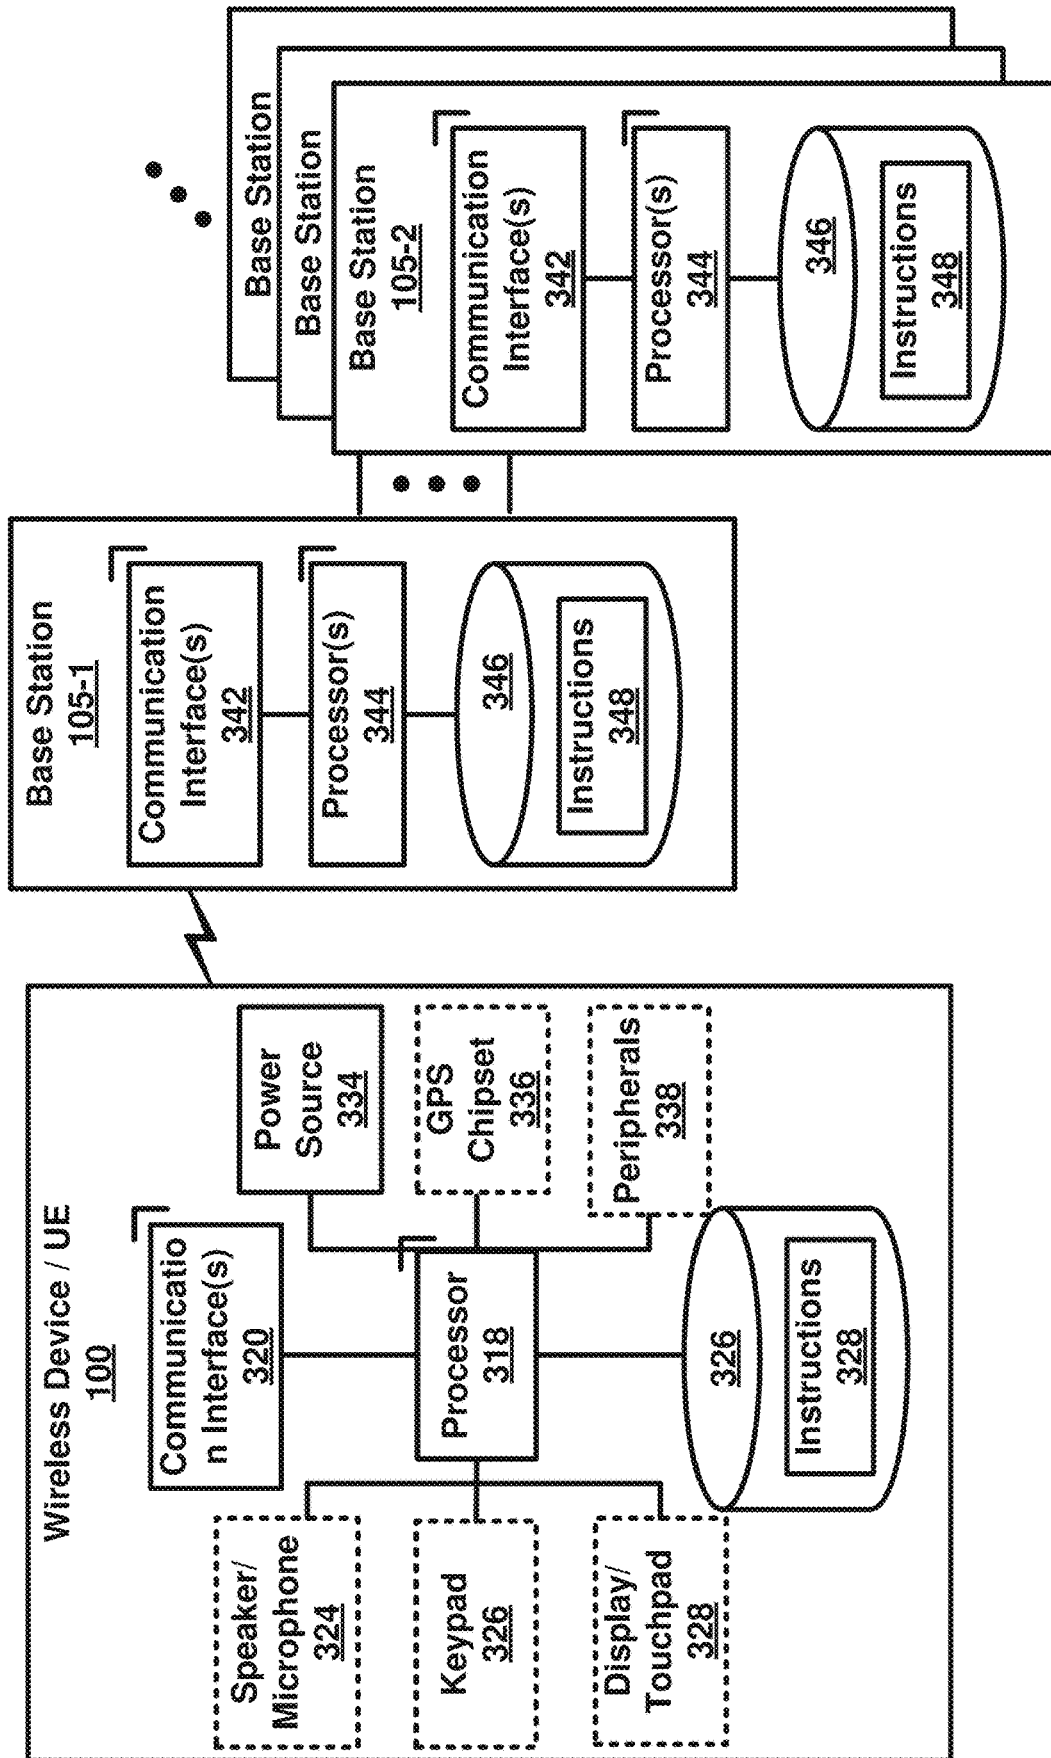 Wireless Device / UE
100
Speaker/
Microphone
324
Keypad
326
Display/
Touchpad
328
Communicatio
n Interface(s)
320
Processor
318
326
Instructions
328
Power
Source
334
GPS
Chipset
336
Peripherals
338
Base Station
105-1
Communication
Interface(s)
342
Processor(s)
344
346
Instructions
348
Base Station
Base Station
Base Station
105-2
Communication
Interface(s)
342
Processor(s)
344
346
Instructions
348